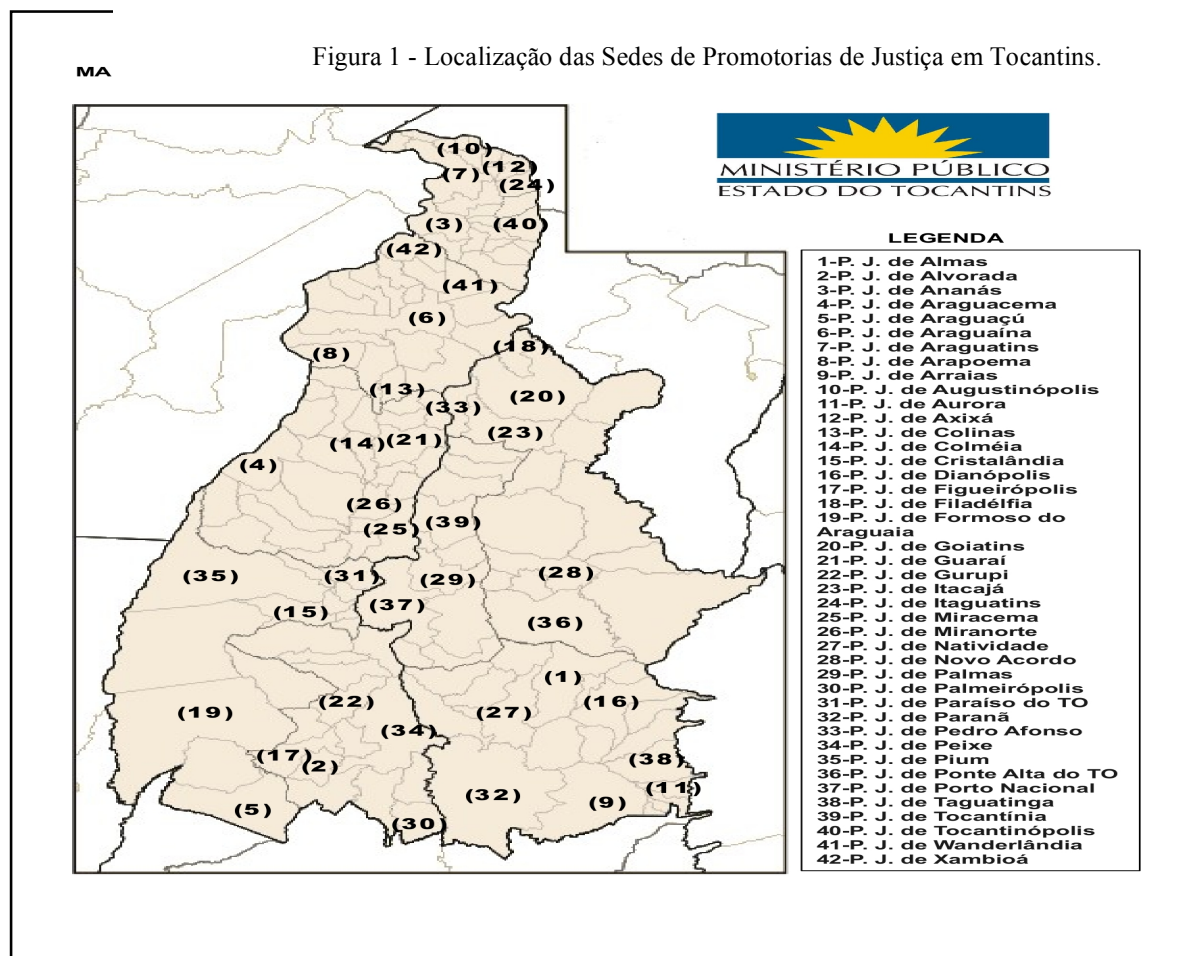 Figura 1 - Localização das Sedes de Promotorias de Justiça em Tocantins.
MA
MINISTÉRIO PÚBLICO
ESTADO DO TOCANTINS
(10)
(12)
(7)
(24)
(3)
(40)
(42)
(41)
(6)
(18)
(8)
(13)
(20)
(33)
(23)
(14)
(21)
(4)
(26)
(39)
(25)
(35)
(31)
(29)
(28)
(15)
(37)
(36)
(1)
(22)
(16)
(19)
(27)
(34)
(17)
(2)
(38)
(11)
(32)
(9)
(5)
(30)
LEGENDA
1-P. J. de Almas
2-P. J. de Alvorada
3-P. J. de Ananás
4-P. J. de Araguacema
5-P. J. de Araguaçú
6-P. J. de Araguaína
7-P. J. de Araguatins
8-P. J. de Arapoema
9-P. J. de Arraias
10-P. J. de Augustinópolis
11-P. J. de Aurora
12-P. J. de Axixá
13-P. J. de Colinas
14-P. J. de Colméia
15-P. J. de Cristalândia
16-P. J. de Dianópolis
17-P. J. de Figueirópolis
18-P. J. de Filadélfia
19-P. J. de Formoso do
Araguaia
20-P. J. de Goiatins
21-P. J. de Guaraí
22-P. J. de Gurupi
23-P. J. de Itacajá
24-P. J. de Itaguatins
25-P. J. de Miracema
26-P. J. de Miranorte
27-P. J. de Natividade
28-P. J. de Novo Acordo
29-P. J. de Palmas
30-P. J. de Palmeirópolis
31-P. J. de Paraíso do TO
32-P. J. de Paranã
33-P. J. de Pedro Afonso
34-P. J. de Peixe
35-P. J. de Pium
36-P. J. de Ponte Alta do TO
37-P. J. de Porto Nacional
38-P. J. de Taguatinga
39-P. J. de Tocantínia
40-P. J. de Tocantinópolis
41-P. J. de Wanderlândia
42-P. J. de Xambioá